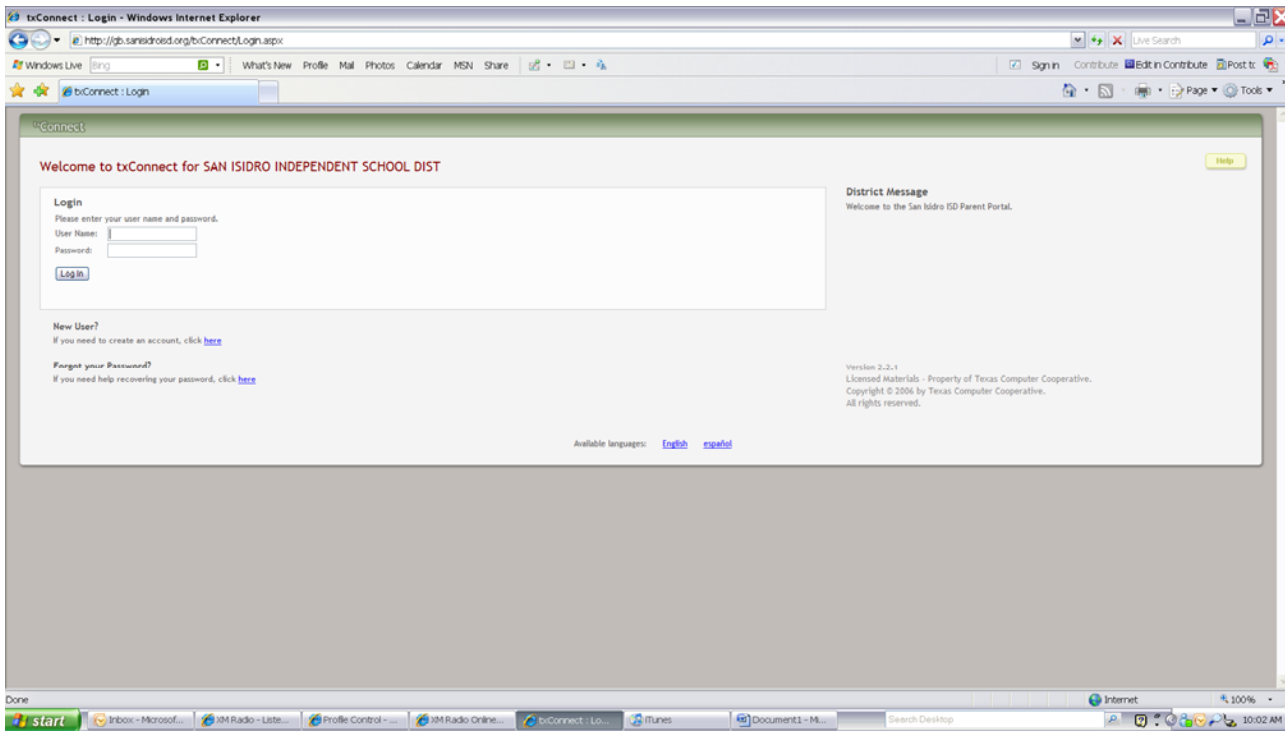 txConnect : Login - Windows Internet Explorer
http://gb.sanisidroisd.org/txConnect/Login.aspx
Live Search
Windows Live Bing What's New Profile Mail Photos Calendar MSN Share Sign in Contribute Edit in Contribute Post to
txConnect : Login Page Tools
txConnect
Welcome to txConnect for SAN ISIDRO INDEPENDENT SCHOOL DIST
Help
Login
Please enter your user name and password.
User Name:
Password:
Log In
District Message
Welcome to the San Isidro ISD Parent Portal.
New User?
If you need to create an account, click here
Forgot your Password?
If you need help recovering your password, click here
Version 2.2.1
Licensed Materials - Property of Texas Computer Cooperative.
Copyright © 2006 by Texas Computer Cooperative.
All rights reserved.
Available languages: English español
Done Internet 100%
start Inbox - Microsof... XM Radio - Liste... Profile Control - ... XM Radio Online... txConnect : Lo... iTunes Document1 - Mi... Search Desktop 10:02 AM